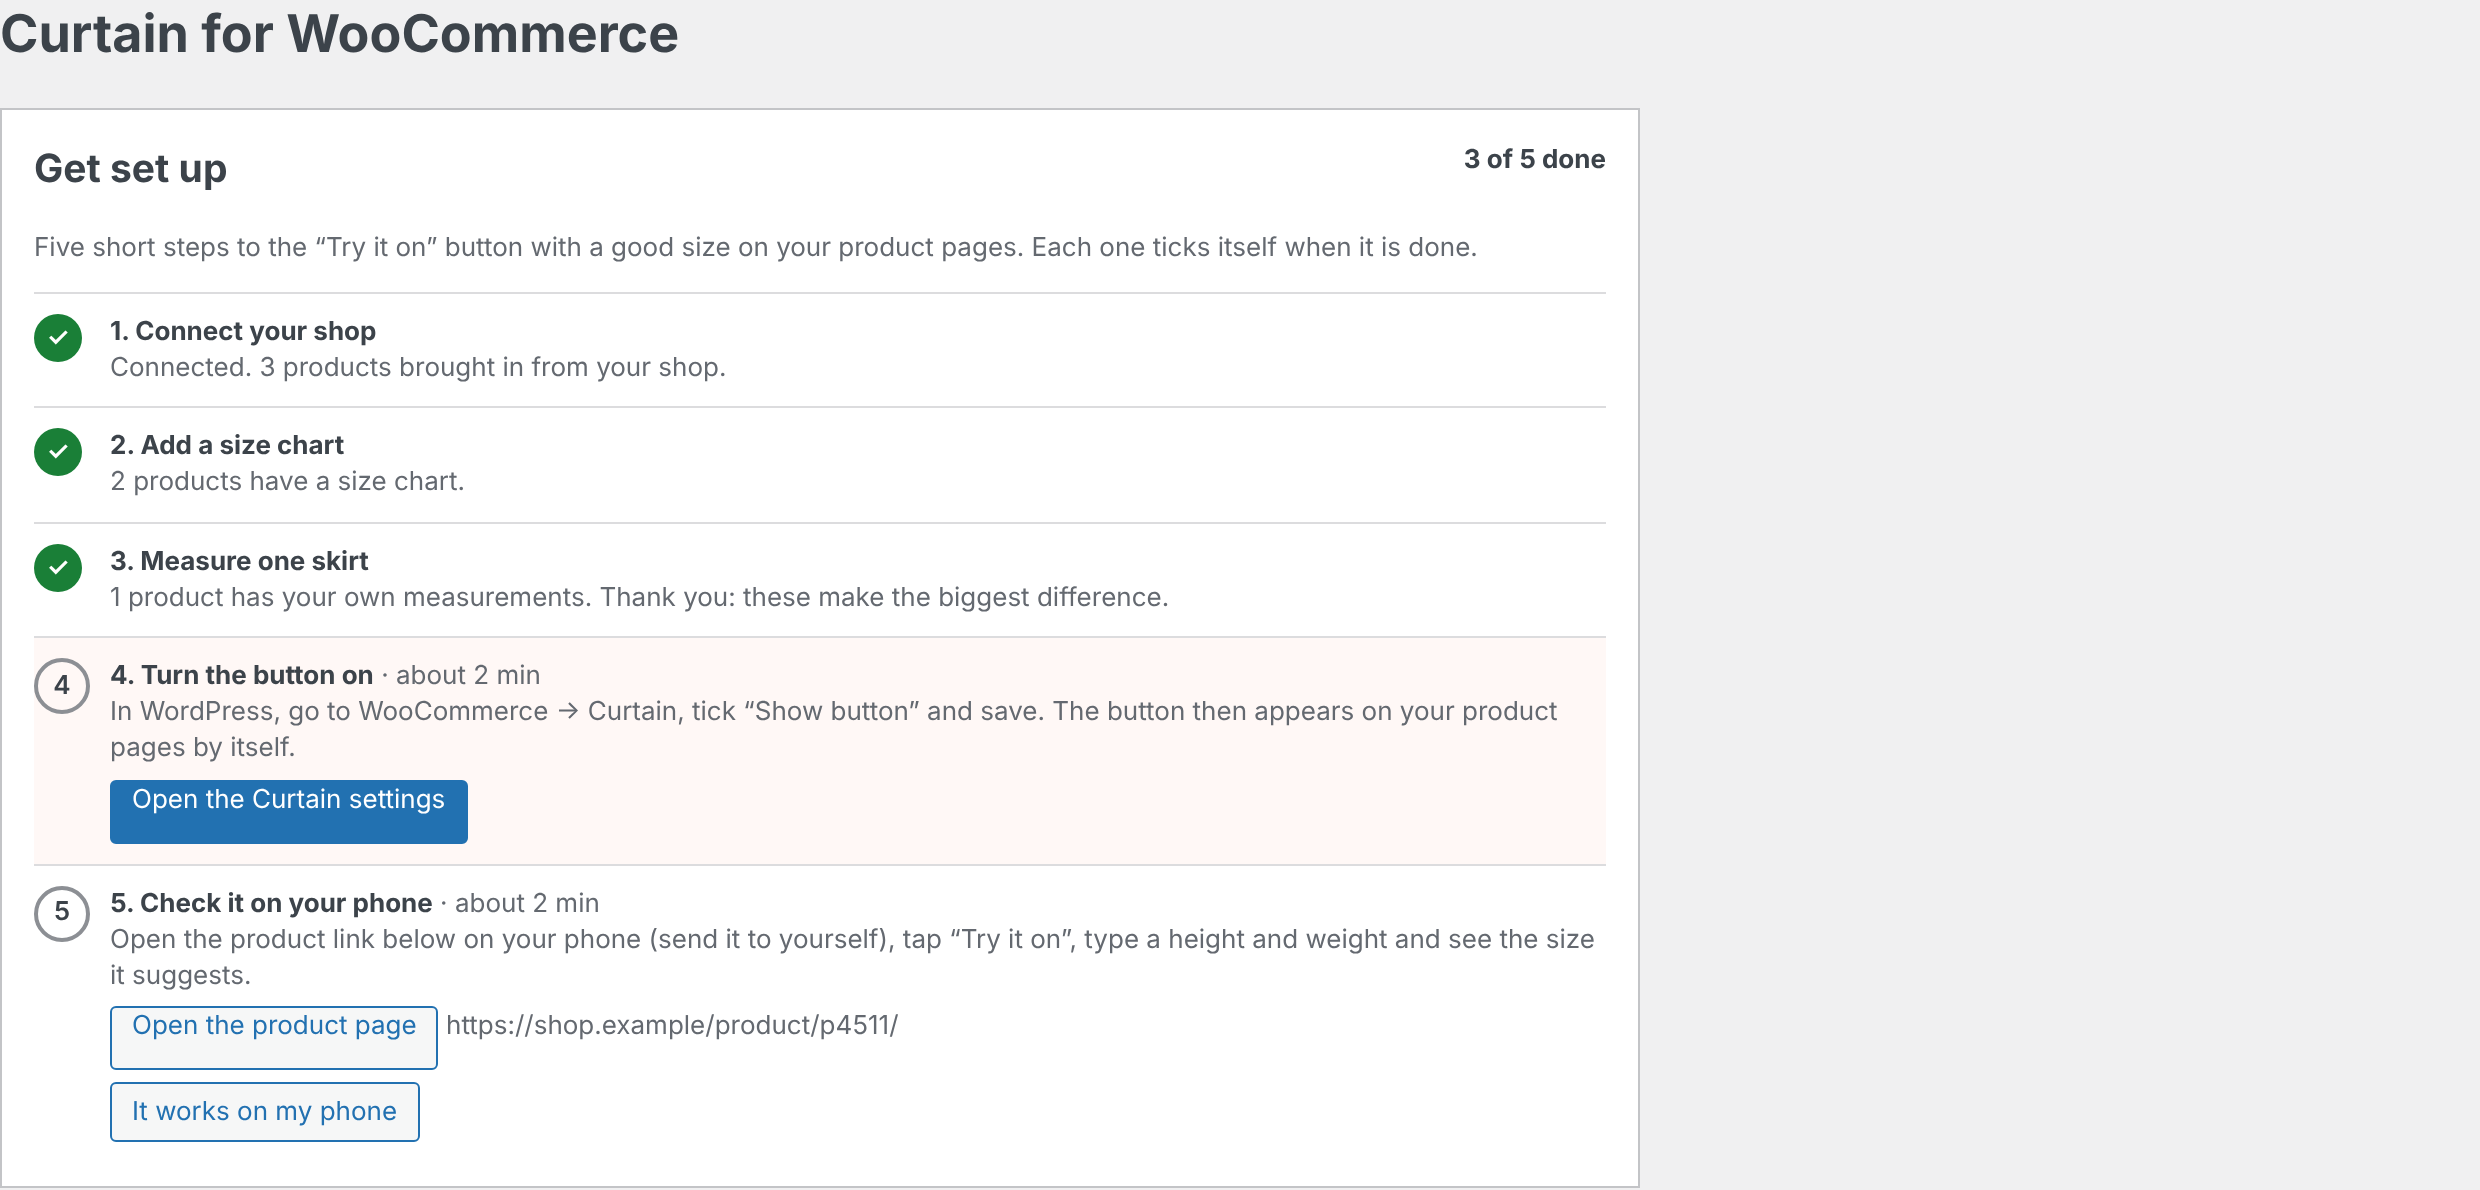 Curtain for WooCommerce
Get set up
3 of 5 done
Five short steps to the “Try it on” button with a good size on your product pages. Each one ticks itself when it is done.
1. Connect your shop
Connected. 3 products brought in from your shop.
2. Add a size chart
2 products have a size chart.
3. Measure one skirt
1 product has your own measurements. Thank you: these make the biggest difference.
4
4. Turn the button on · about 2 min
In WordPress, go to WooCommerce → Curtain, tick “Show button” and save. The button then appears on your product
pages by itself.
Open the Curtain settings
5
5. Check it on your phone · about 2 min
Open the product link below on your phone (send it to yourself), tap “Try it on”, type a height and weight and see the size
it suggests.
Open the product page https://shop.example/product/p4511/
It works on my phone